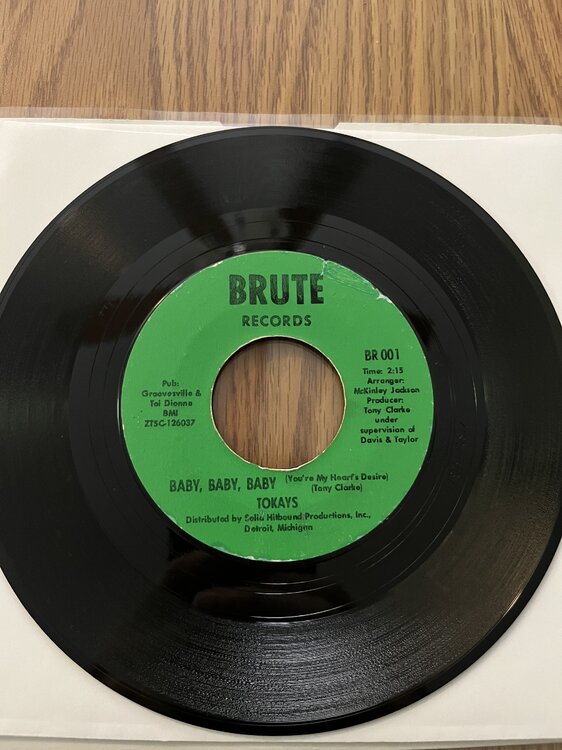 BRUTE
RECORDS
BR 001
Time: 2:15
Arranger:
McKinley Jackson
Producer:
Tony Clarke
under
supervision of
Davis & Taylor
Pub:
Groovesville &
Toi Dionne
BMI
ZTSC-126037
BABY, BABY, BABY (You're My Heart's Desire)
(Tony Clarke)
TOKAYS
Distributed by Solid Hitbound Productions, Inc.,
Detroit, Michigan